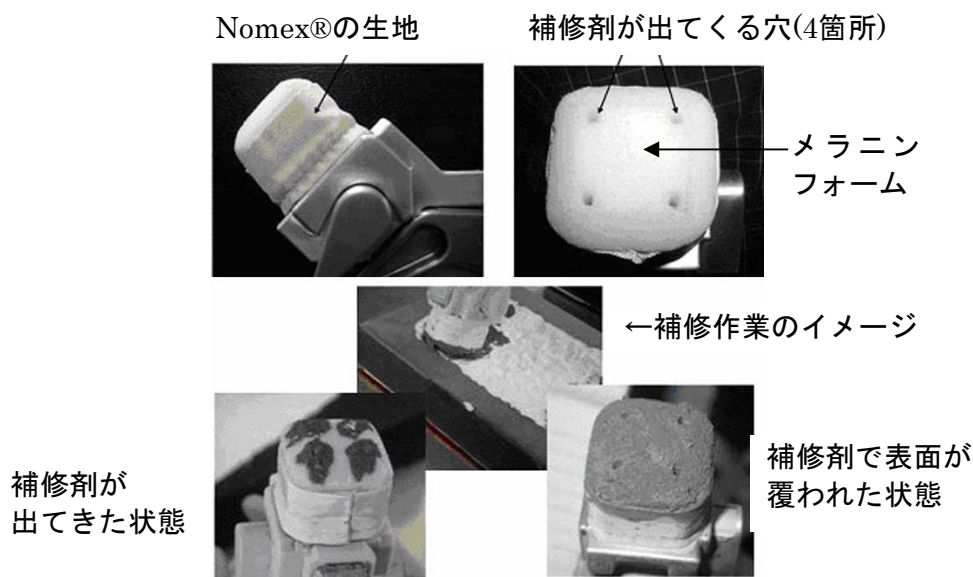 Nomex®の生地
補修剤が出てくる穴(4箇所)
メラニン
フォーム
←補修作業のイメージ
補修剤が
出てきた状態
補修剤で表面が
覆われた状態